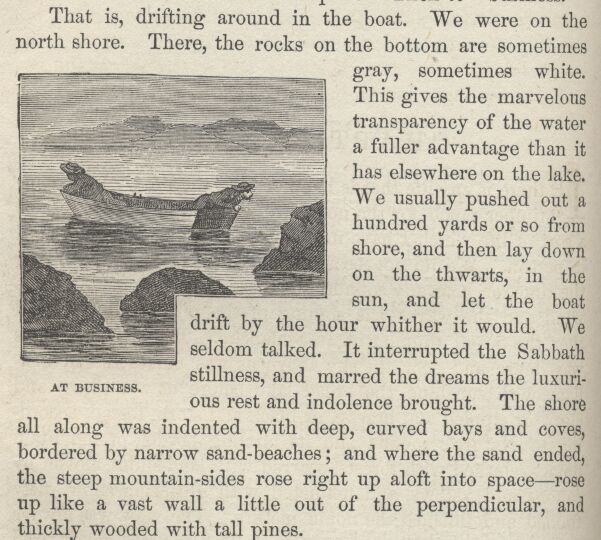 That is, drifting around in the boat. We were on the
north shore. There, the rocks on the bottom are sometimes
gray, sometimes white.
This gives the marvelous
transparency of the water
a fuller advantage than it
has elsewhere on the lake.
We usually pushed out a
hundred yards or so from
shore, and then lay down
on the thwarts, in the
sun, and let the boat
drift by the hour whither it would. We
seldom talked. It interrupted the Sabbath
stillness, and marred the dreams the luxuri-
ous rest and indolence brought. The shore
all along was indented with deep, curved bays and coves,
bordered by narrow sand-beaches; and where the sand ended,
the steep mountain-sides rose right up aloft into space—rose
up like a vast wall a little out of the perpendicular, and
thickly wooded with tall pines.
AT BUSINESS.